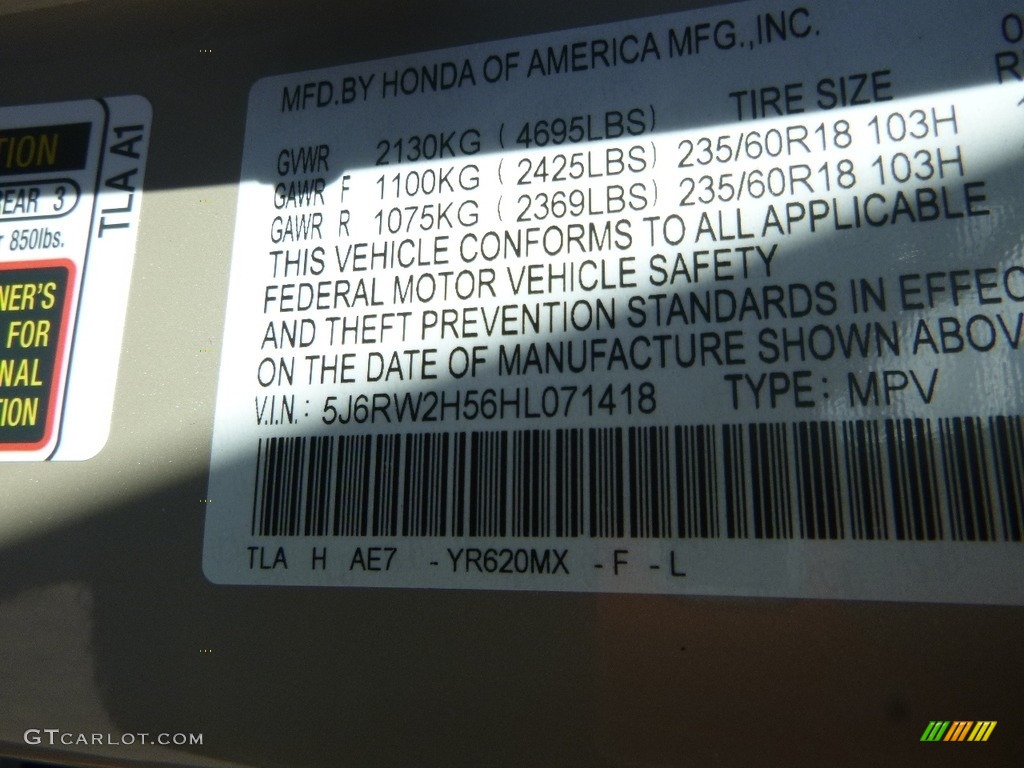 MFD.BY HONDA OF AMERICA MFG.,INC.
GVWR 2130KG ( 4695LBS) TIRE SIZE
GAWR F 1100KG ( 2425LBS) 235/60R18 103H
GAWR R 1075KG ( 2369LBS) 235/60R18 103H
THIS VEHICLE CONFORMS TO ALL APPLICABLE
FEDERAL MOTOR VEHICLE SAFETY
AND THEFT PREVENTION STANDARDS IN EFFEC
ON THE DATE OF MANUFACTURE SHOWN ABOV
V.I.N.: 5J6RW2H56HL071418 TYPE: MPV
TLA H AE7 -YR620MX -F -L
TION
REAR 3
850lbs.
NER'S
FOR
NAL
TION
TLA A1
GTCARLOT.COM